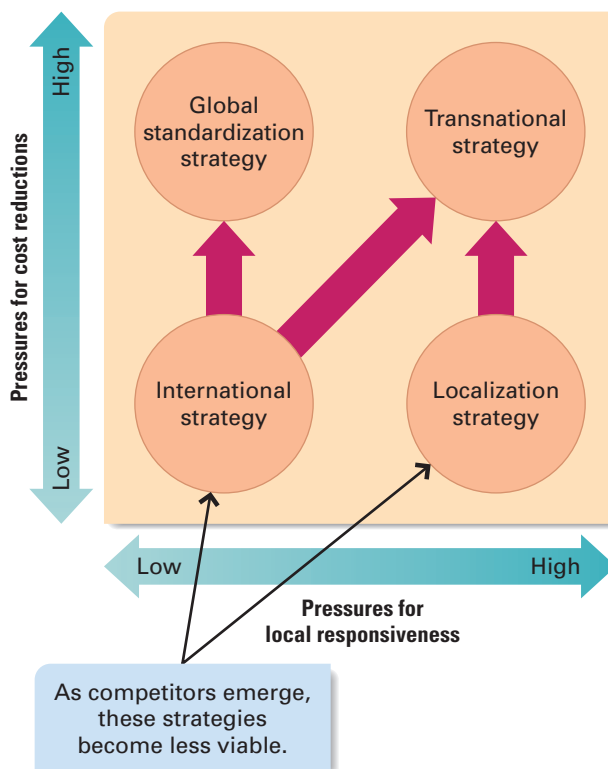 High
Pressures for cost reductions
Low
Global
standardization
strategy
Transnational
strategy
International
strategy
Localization
strategy
Low
High
Pressures for
local responsiveness
As competitors emerge,
these strategies
become less viable.